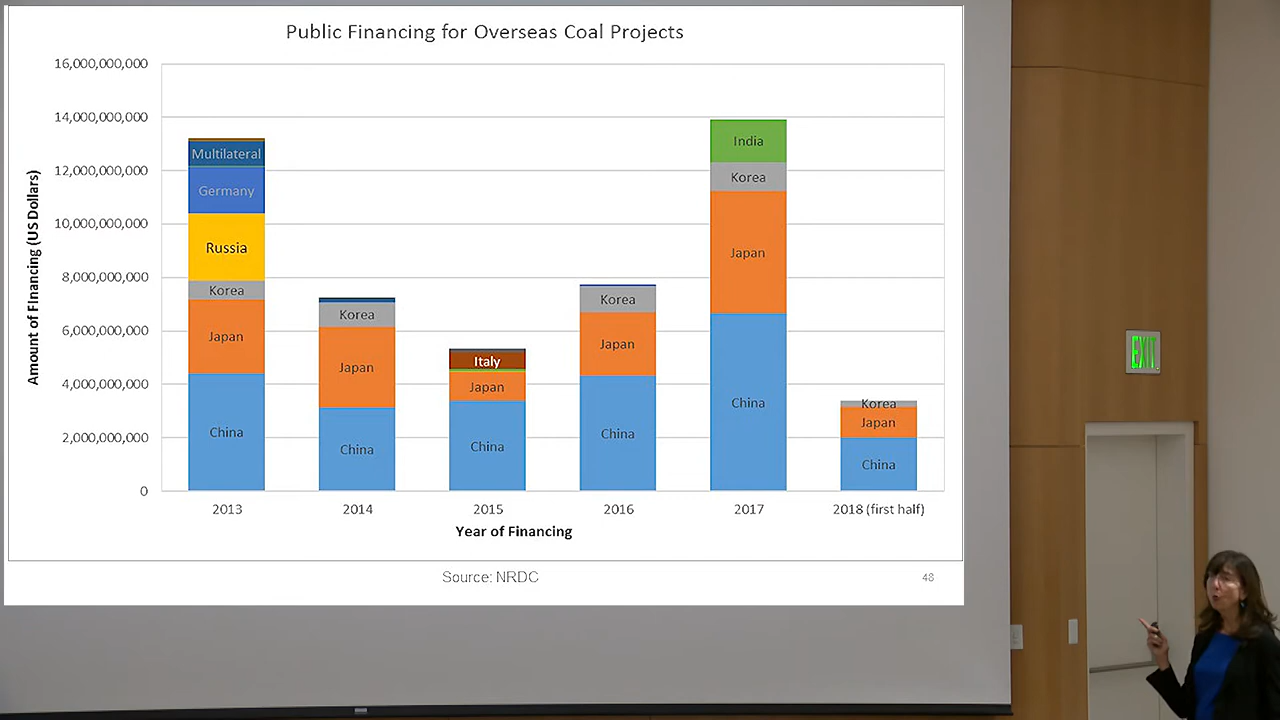 Public Financing for Overseas Coal Projects
16,000,000,000
14,000,000,000
12,000,000,000
10,000,000,000
8,000,000,000
6,000,000,000
4,000,000,000
2,000,000,000
0
Amount of Financing (US Dollars)
Multilateral
Germany
Russia
Korea
Japan
China
Korea
Japan
China
Italy
Japan
China
Korea
Japan
China
India
Korea
Japan
China
Korea
Japan
China
2013 2014 2015 2016 2017 2018 (first half)
Year of Financing
Source: NRDC
48
EXIT